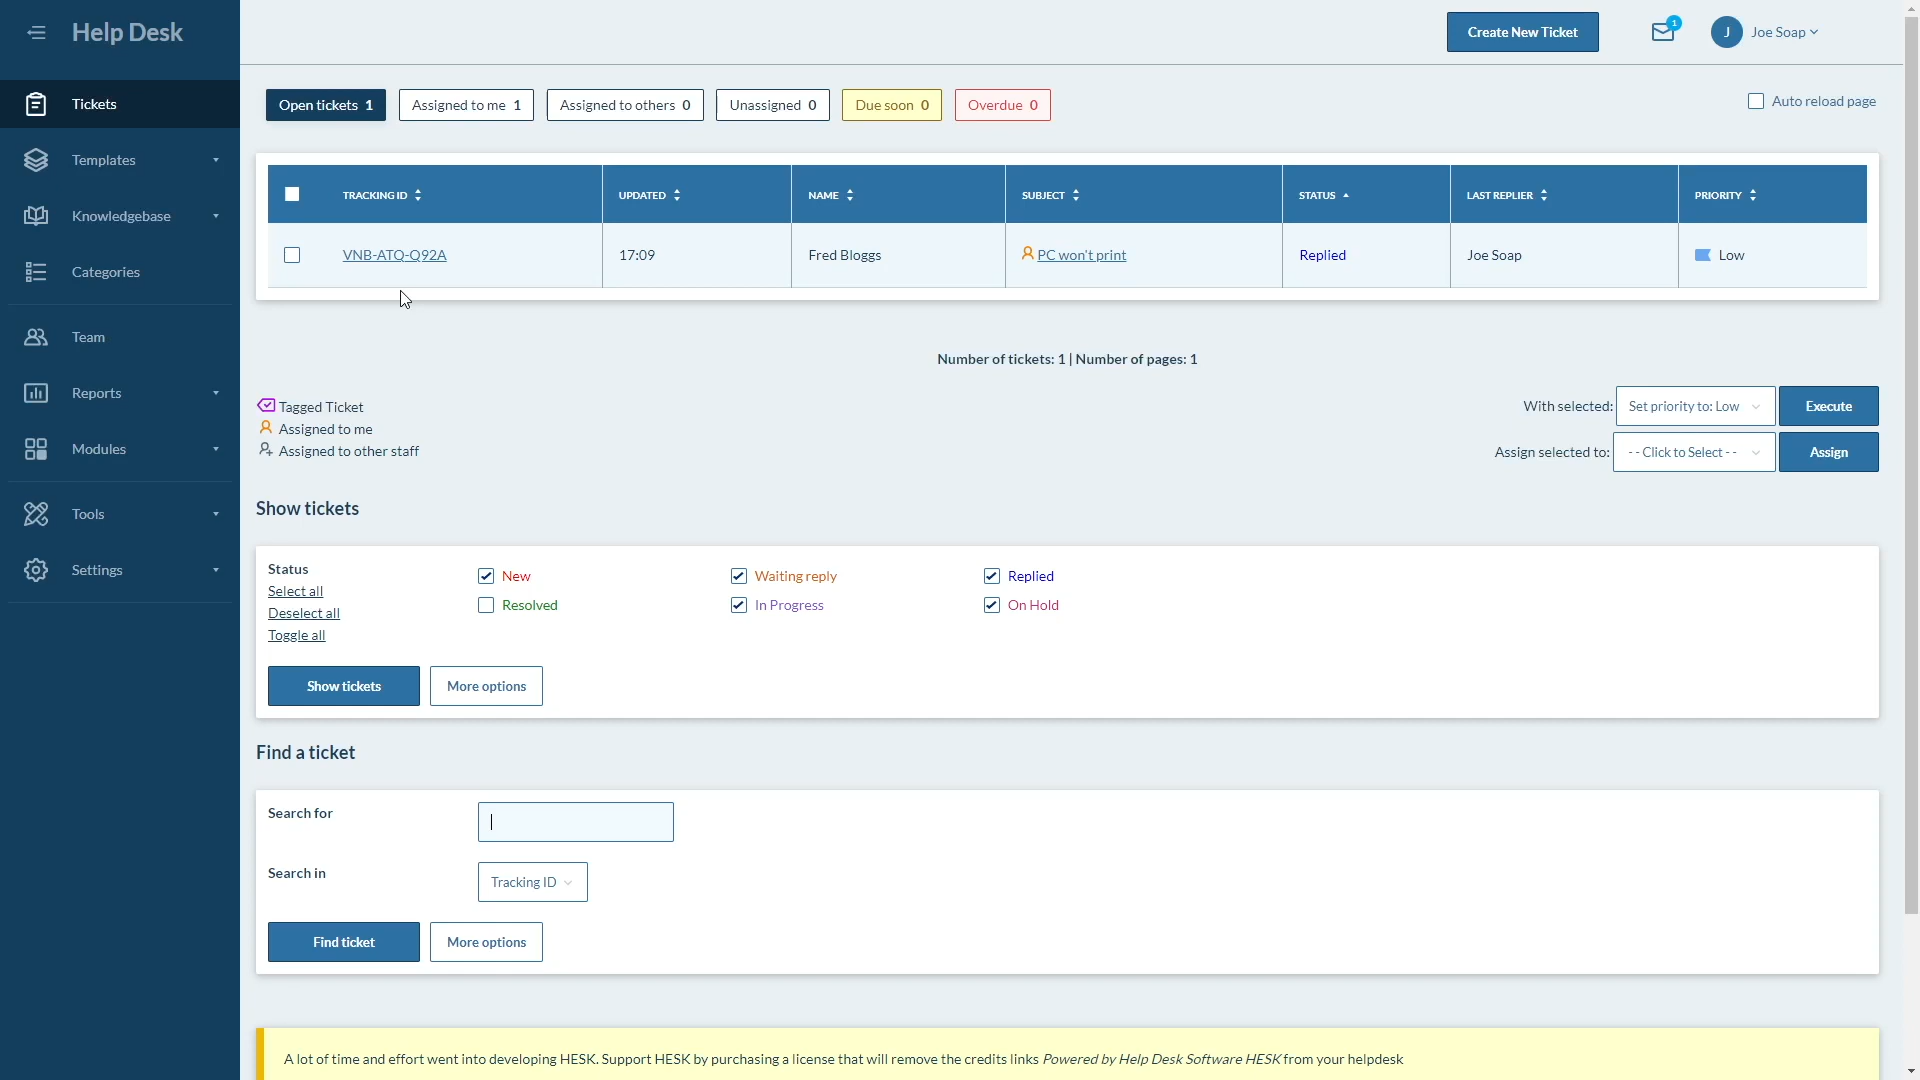 Help Desk
Create New Ticket
1
J
Joe Soap
Tickets
Templates
Knowledgebase
Categories
Team
Reports
Modules
Tools
Settings
Open tickets 1
Assigned to me 1
Assigned to others 0
Unassigned 0
Due soon 0
Overdue 0
Auto reload page
TRACKING ID UPDATED NAME SUBJECT STATUS LAST REPLIER PRIORITY
VNB-ATQ-Q92A 17:09 Fred Bloggs PC won't print Replied Joe Soap Low
Number of tickets: 1 | Number of pages: 1
Tagged Ticket
Assigned to me
Assigned to other staff
With selected: Set priority to: Low Execute
Assign selected to: - - Click to Select - - Assign
Show tickets
Status
Select all
Deselect all
Toggle all
New Waiting reply Replied
Resolved In Progress On Hold
Show tickets More options
Find a ticket
Search for
Search in Tracking ID
Find ticket More options
A lot of time and effort went into developing HESK. Support HESK by purchasing a license that will remove the credits links Powered by Help Desk Software HESK from your helpdesk